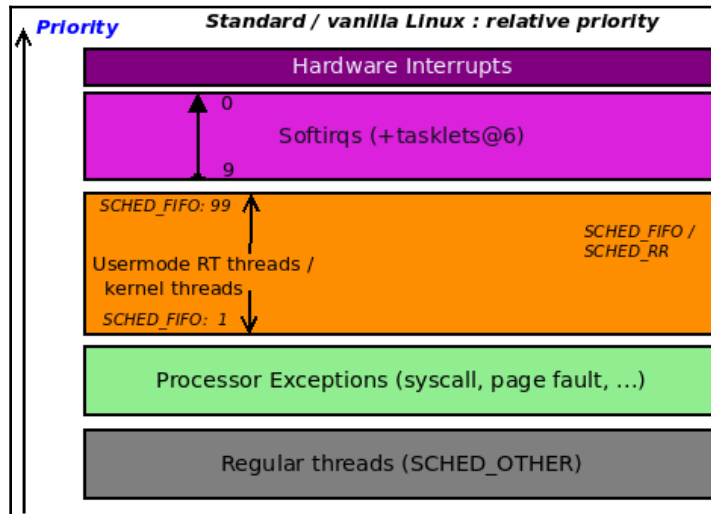 Priority
Standard / vanilla Linux : relative priority
Hardware Interrupts
0
Softirqs (+tasklets@6)
9
SCHED_FIFO: 99
SCHED_FIFO /
SCHED_RR
Usermode RT threads /
kernel threads
SCHED_FIFO: 1
Processor Exceptions (syscall, page fault, ...)
Regular threads (SCHED_OTHER)